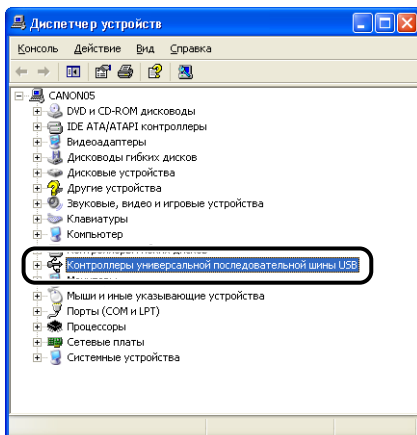 Диспетчер устройств
Консоль Действие Вид Справка
CANON05
DVD и CD-ROM дисководы
IDE ATA/ATAPI контроллеры
Видеоадаптеры
Дисководы гибких дисков
Дисковые устройства
Другие устройства
Звуковые, видео и игровые устройства
Клавиатуры
Компьютер
Контроллеры универсальной последовательной шины USB
Мыши и иные указывающие устройства
Порты (COM и LPT)
Процессоры
Сетевые платы
Системные устройства